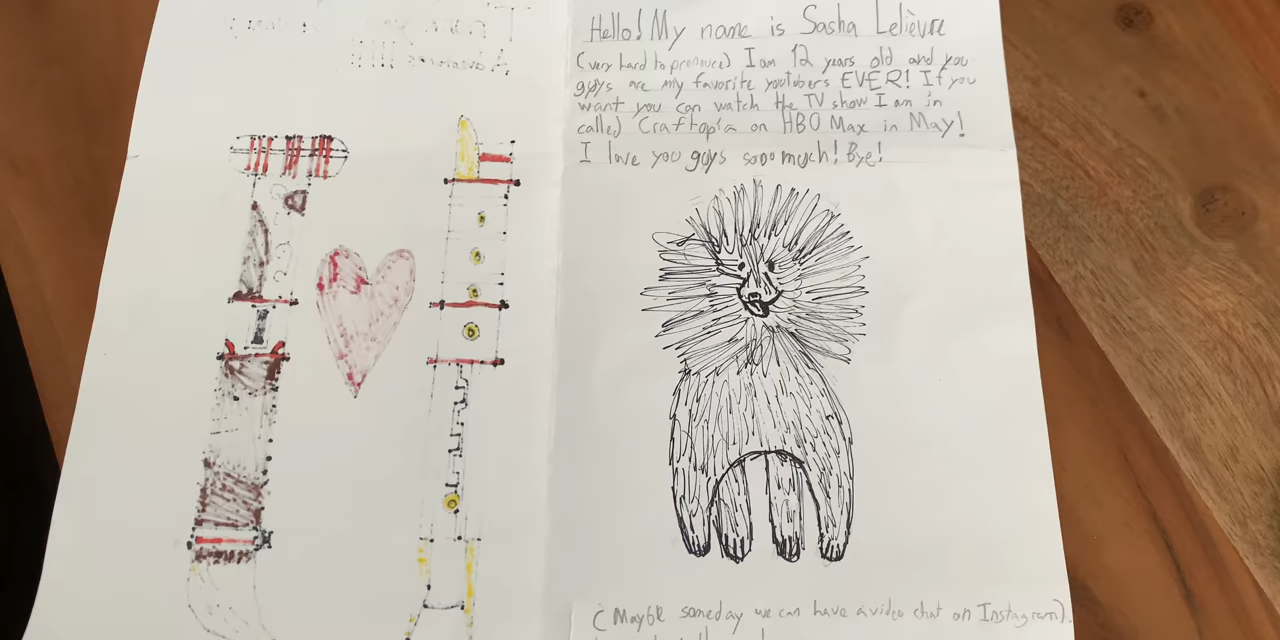 Hello! My name is Sasha Lelièvre
(very hard to pronouce) I am 12 years old and you
guys are my favorite youtubers EVER! If you
want you can watch the TV show I am in
called Craftopia on HBO Max in May!
I love you guys sooo much! Bye!
(Maybe someday we can have a video chat on Instagram).